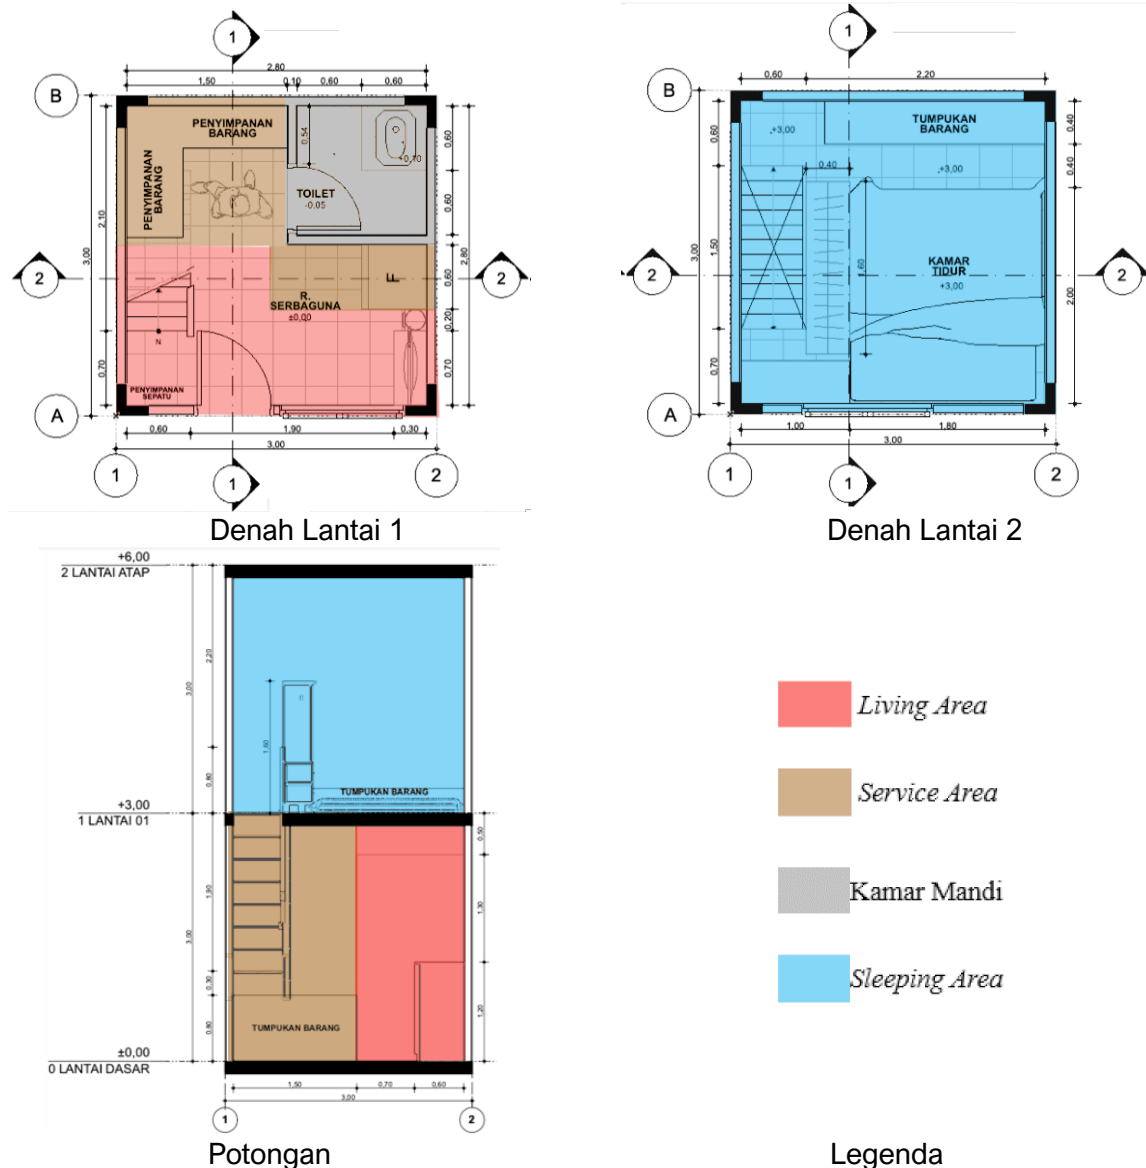 1
2,80
1,50
0,10
0,60
0,60
B
PENYIMPANAN
BARANG
0,54
+0,10
0,60
PENYIMPANAN
BARANG
TOILET
-0.05
0,60
2,10
3,00
2,80
2
2
F
0,60
R.
SERBAGUNA
±0,00
0,20
N
0,70
0,70
PENYIMPANAN
SEPATU
A
0,60
1,90
0,30
3,00
1
1
2
Denah Lantai 1
1
0,60
2,20
B
TUMPUKAN
BARANG
+3,00
0,60
0,40
0,40
0,40
+3,00
3,00
1,50
1,60
KAMAR
TIDUR
+3,00
2
2
2,00
0,70
A
1,00
1,80
3,00
1
1
2
Denah Lantai 2
+6,00
2 LANTAI ATAP
2,20
3,00
1,60
0,80
TUMPUKAN BARANG
+3,00
1 LANTAI 01
0,50
1,90
3,00
1,30
0,30
0,80
1,20
TUMPUKAN BARANG
±0,00
0 LANTAI DASAR
1,50
0,70
0,60
3,00
1
2
Potongan
Living Area
Service Area
Kamar Mandi
Sleeping Area
Legenda